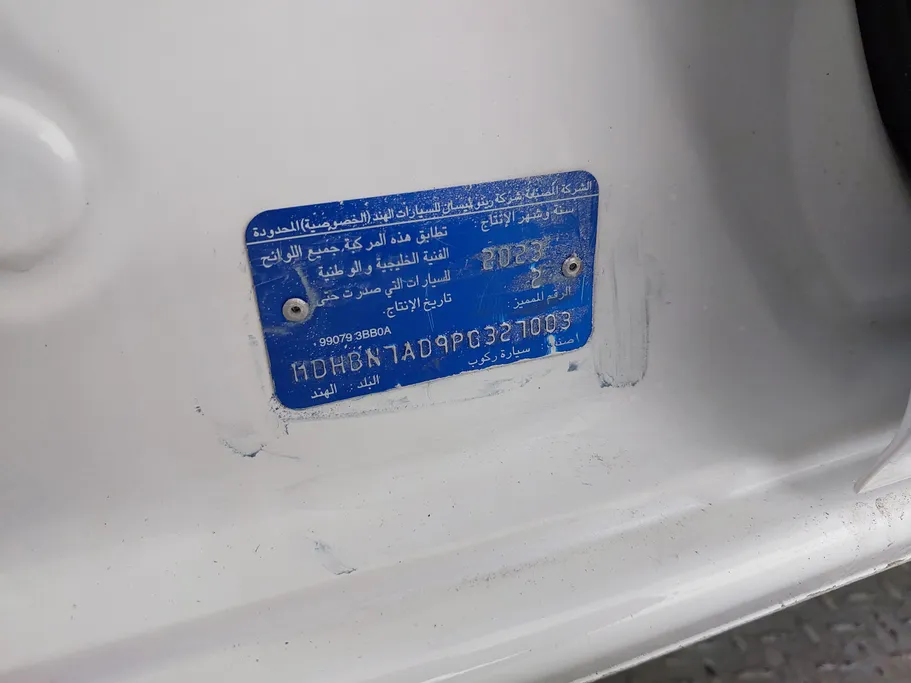 الشركة المصنعة: شركة رينو نيسان للسيارات الهند (الخصوصية) المحدودة
سنة وشهر الإنتاج: تطابق هذه المركبة جميع اللوائح
2023 الفنية الخليجية والوطنية
2 للسيارات التي صدرت حتى
الرقم المميز: تاريخ الإنتاج.
99079 3BB0A
MDHBN7AD9PG327003
سيارة ركوب البلد: الهند